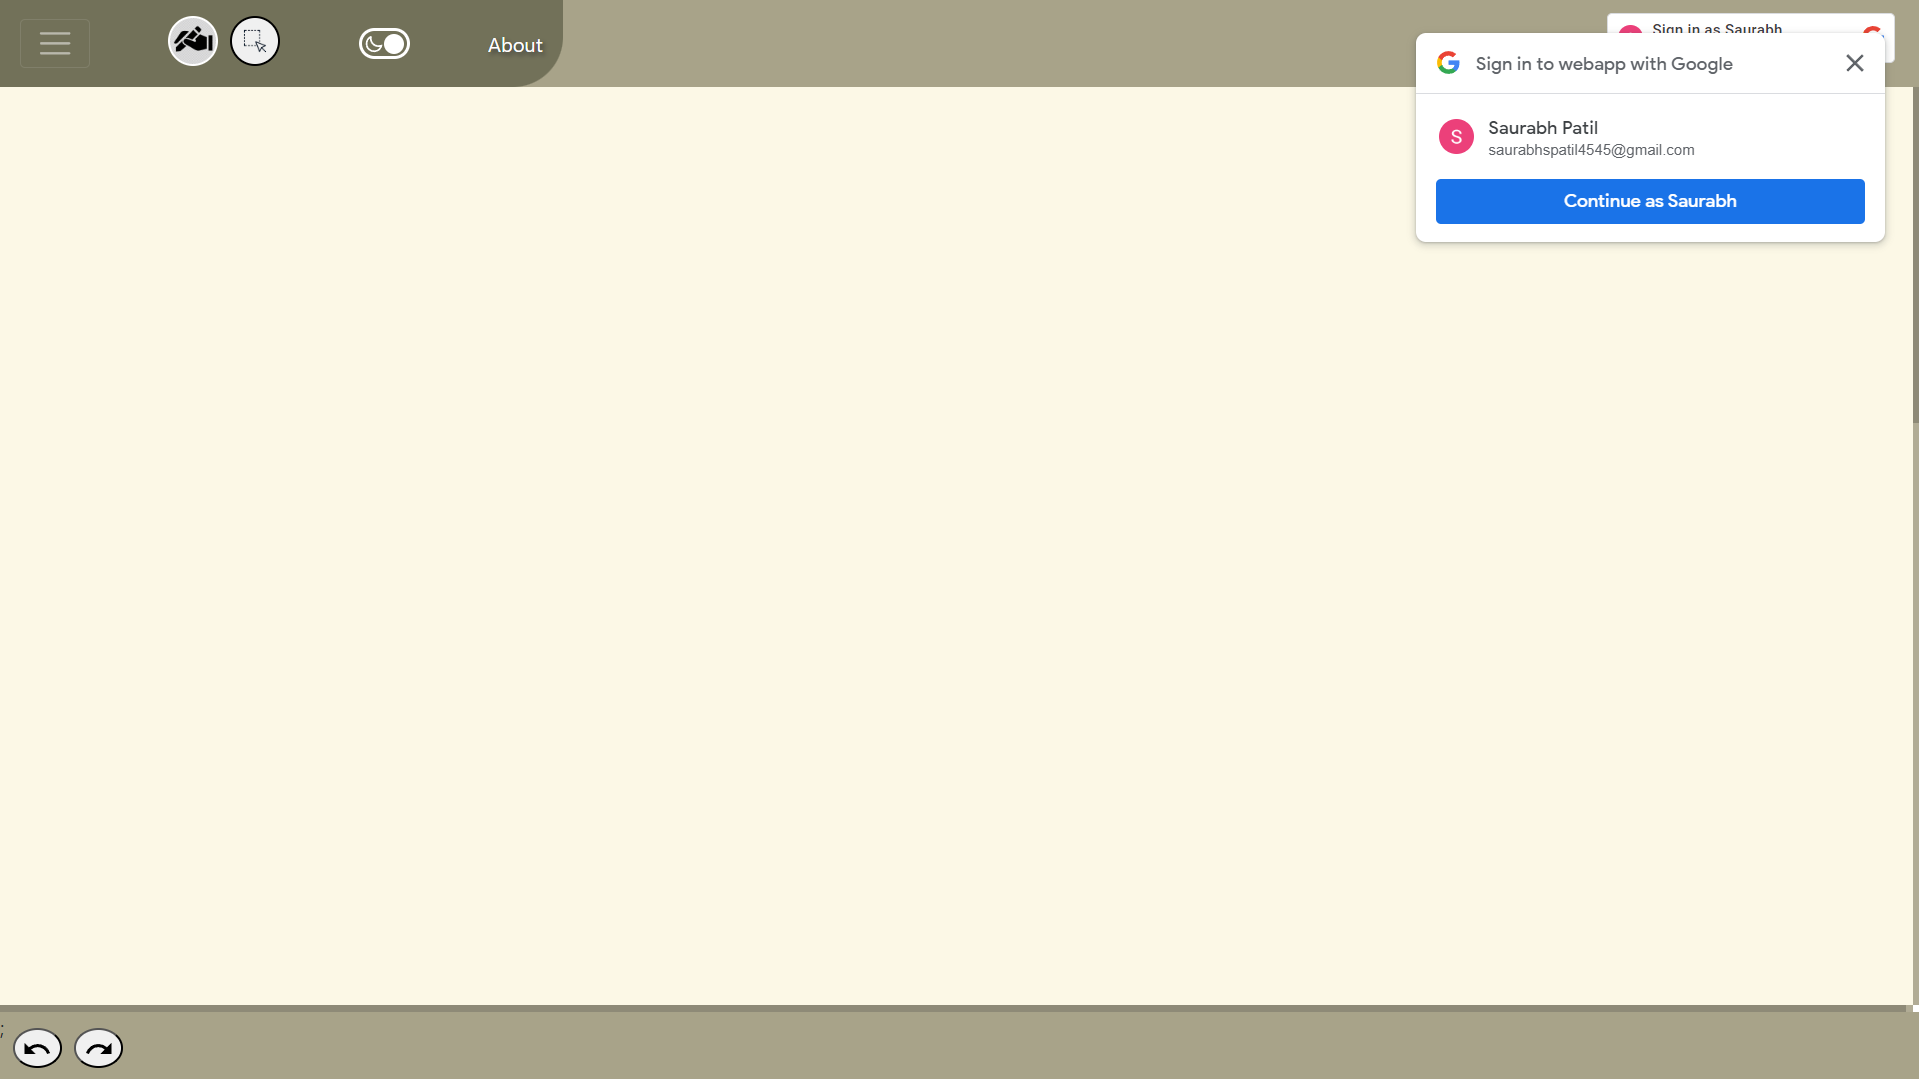 About
Sign in as Saurabh
Sign in to webapp with Google
S
Saurabh Patil
saurabhspatil4545@gmail.com
Continue as Saurabh
;